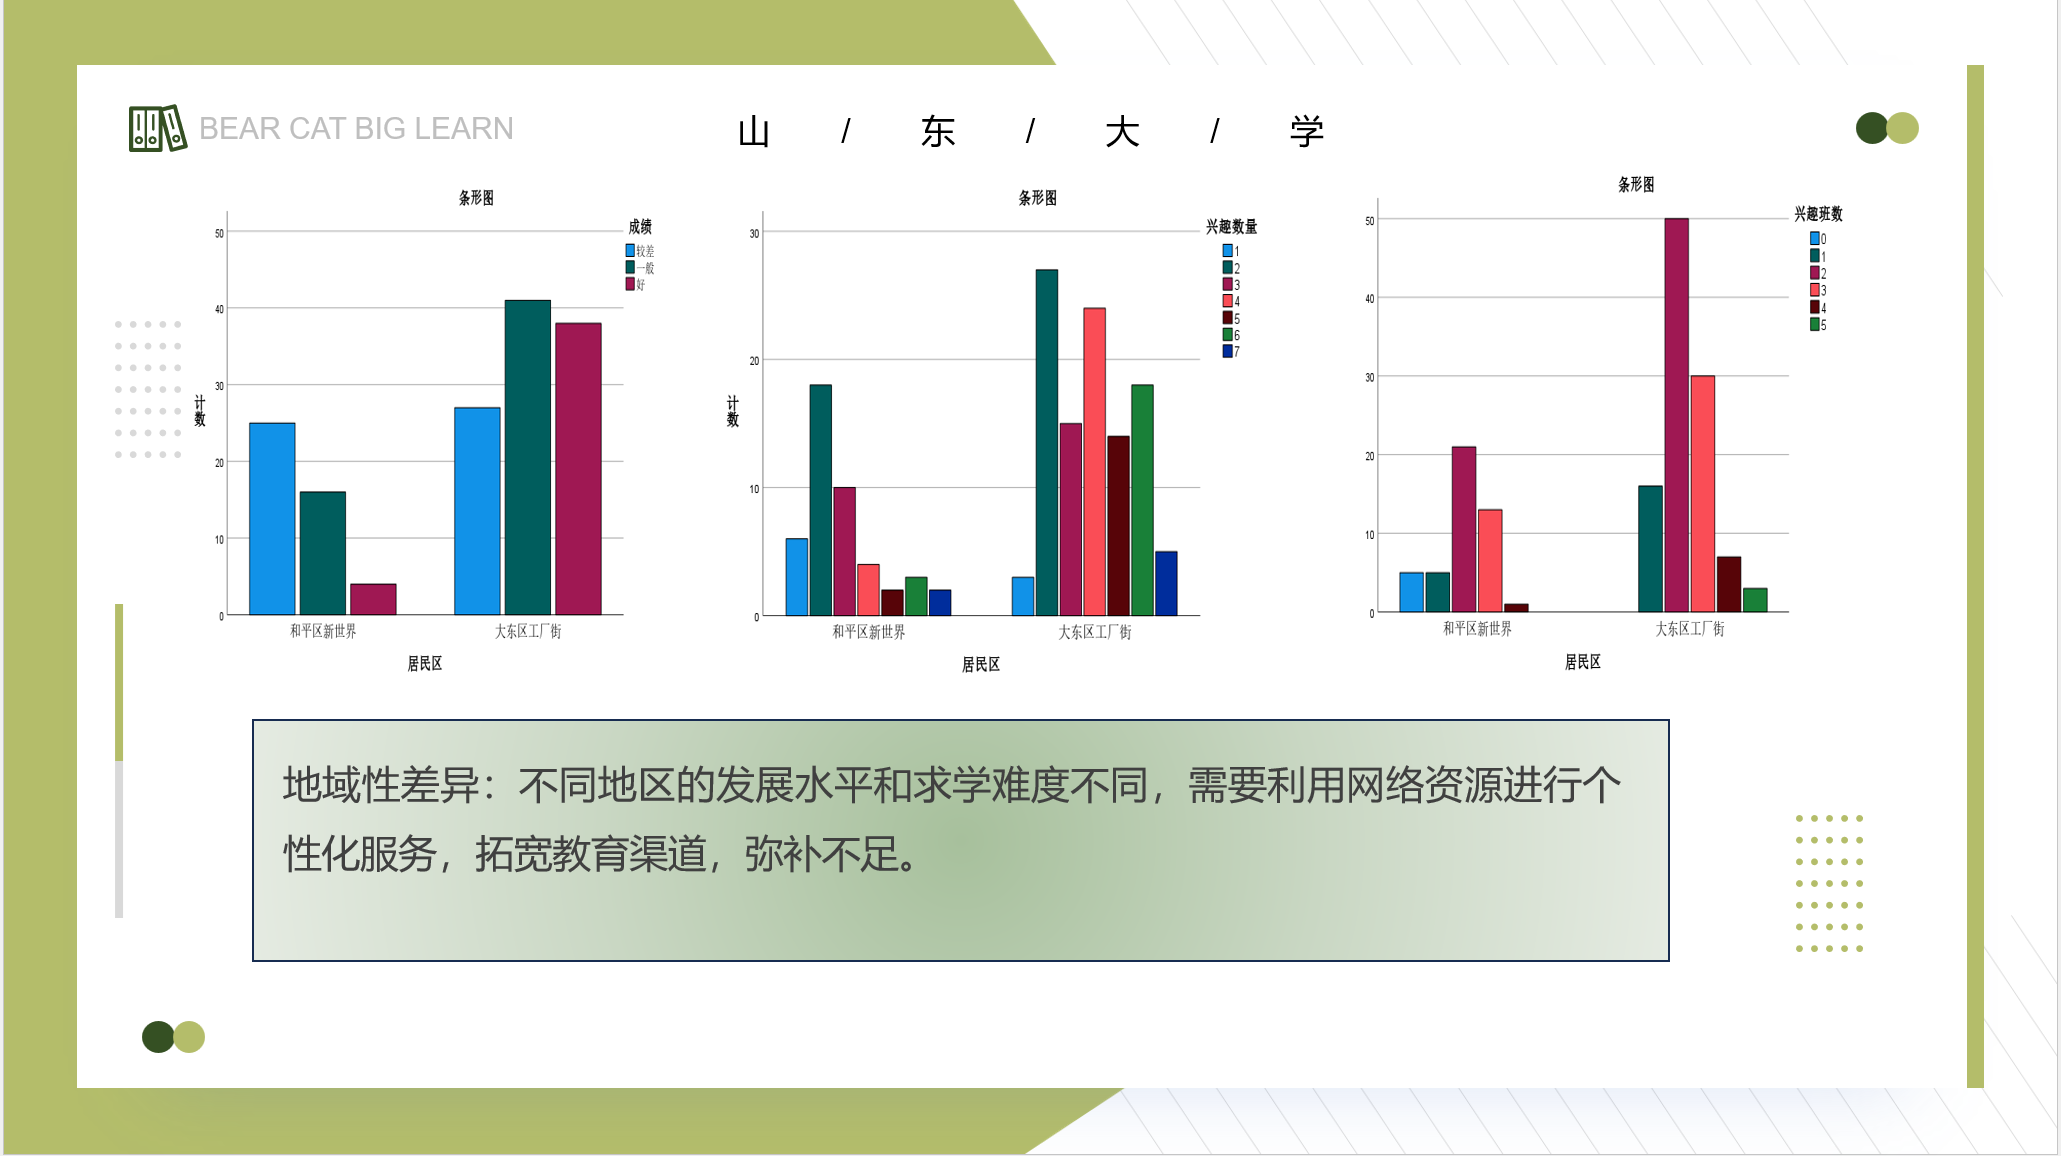 BEAR CAT BIG LEARN
山 / 东 / 大 / 学
条形图
成绩
较差
一般
好
50
40
30
20
10
0
计数
和平区新世界
大东区工厂街
居民区
条形图
兴趣数量
1
2
3
4
5
6
7
30
20
10
0
计数
和平区新世界
大东区工厂街
居民区
条形图
兴趣班数
0
1
2
3
4
5
50
40
30
20
10
0
和平区新世界
大东区工厂街
居民区
地域性差异：不同地区的发展水平和求学难度不同，需要利用网络资源进行个
性化服务，拓宽教育渠道，弥补不足。